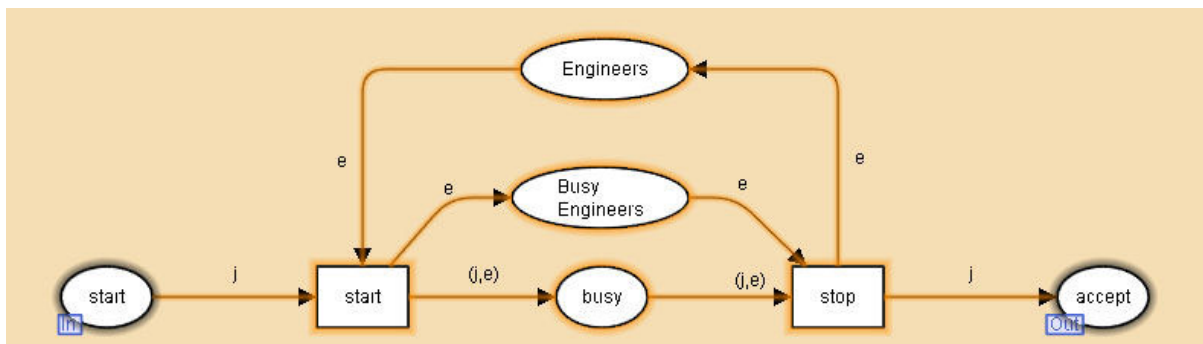 Engineers
e
e
e
Busy
Engineers
e
start
In
j
start
(j,e)
busy
(j,e)
stop
j
accept
Out